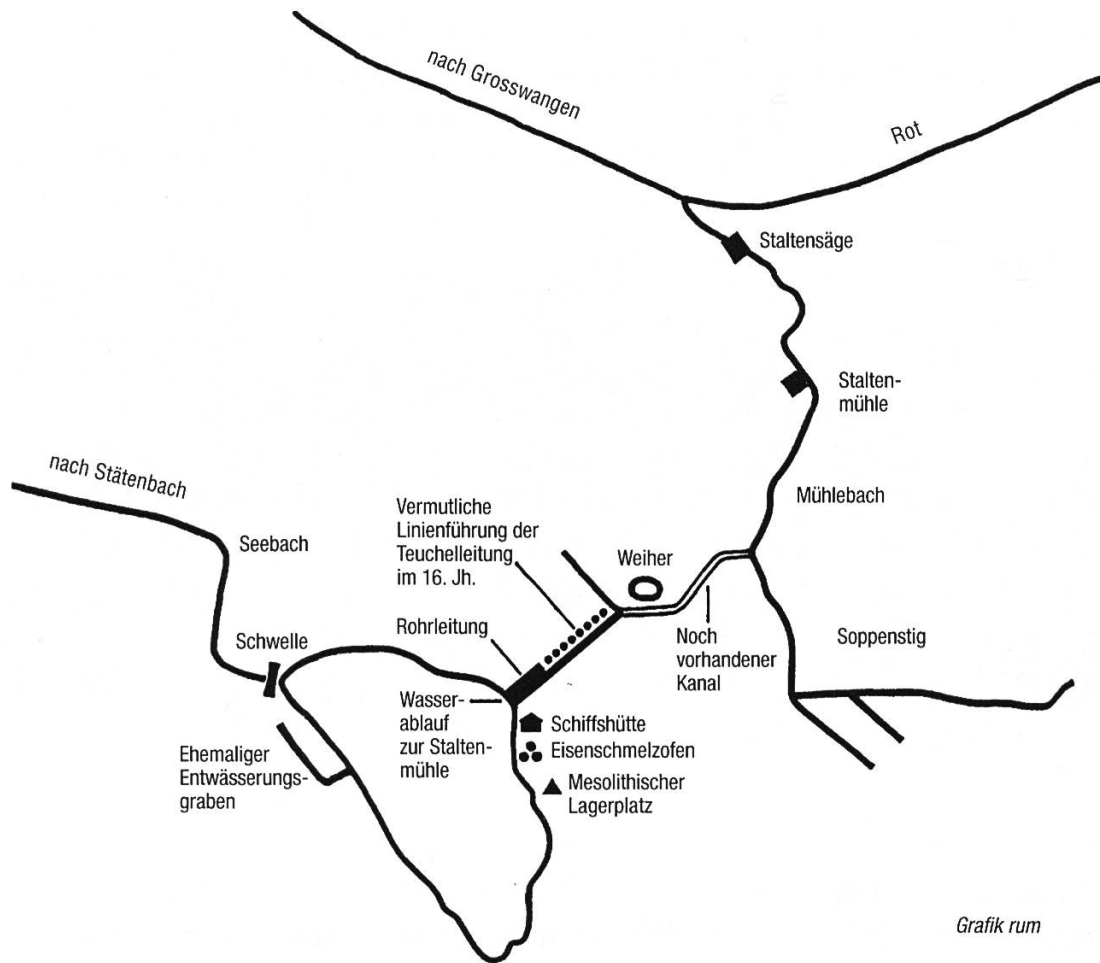 nach Grosswangen
Rot
Staltensäge
Stalten-
mühle
nach Stätenbach
Mühlebach
Vermutliche
Linienführung der
Teuchelleitung
im 16. Jh.
Seebach
Weiher
Rohrleitung
Schwelle
Noch
vorhandener
Kanal
Soppenstig
Wasser-
ablauf
zur Stalten-
mühle
Schiffshütte
Eisenschmelzofen
Ehemaliger
Entwässerungs-
graben
Mesolithischer
Lagerplatz
Grafik rum